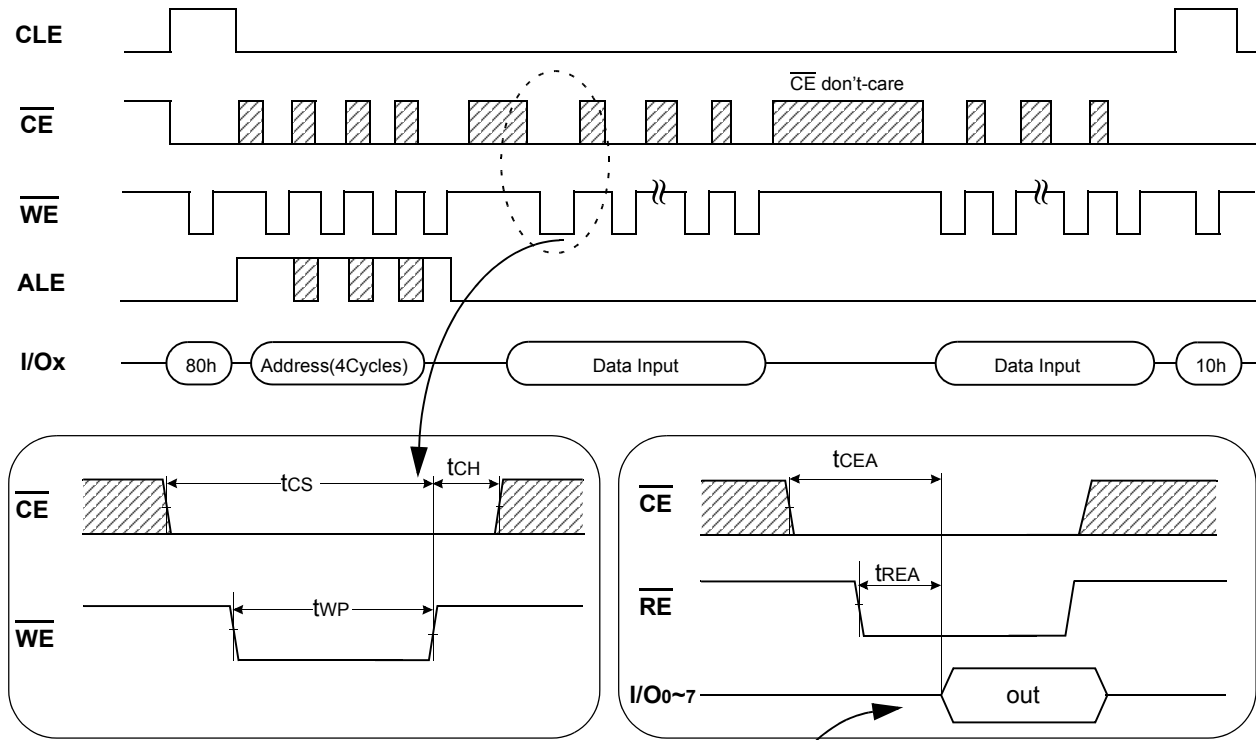 CLE
CE
CE don't-care
WE
ALE
I/Ox
80h
Address(4Cycles)
Data Input
Data Input
10h
CE
tCS
tCH
WE
tWP
CE
tCEA
RE
tREA
I/O0~7
out